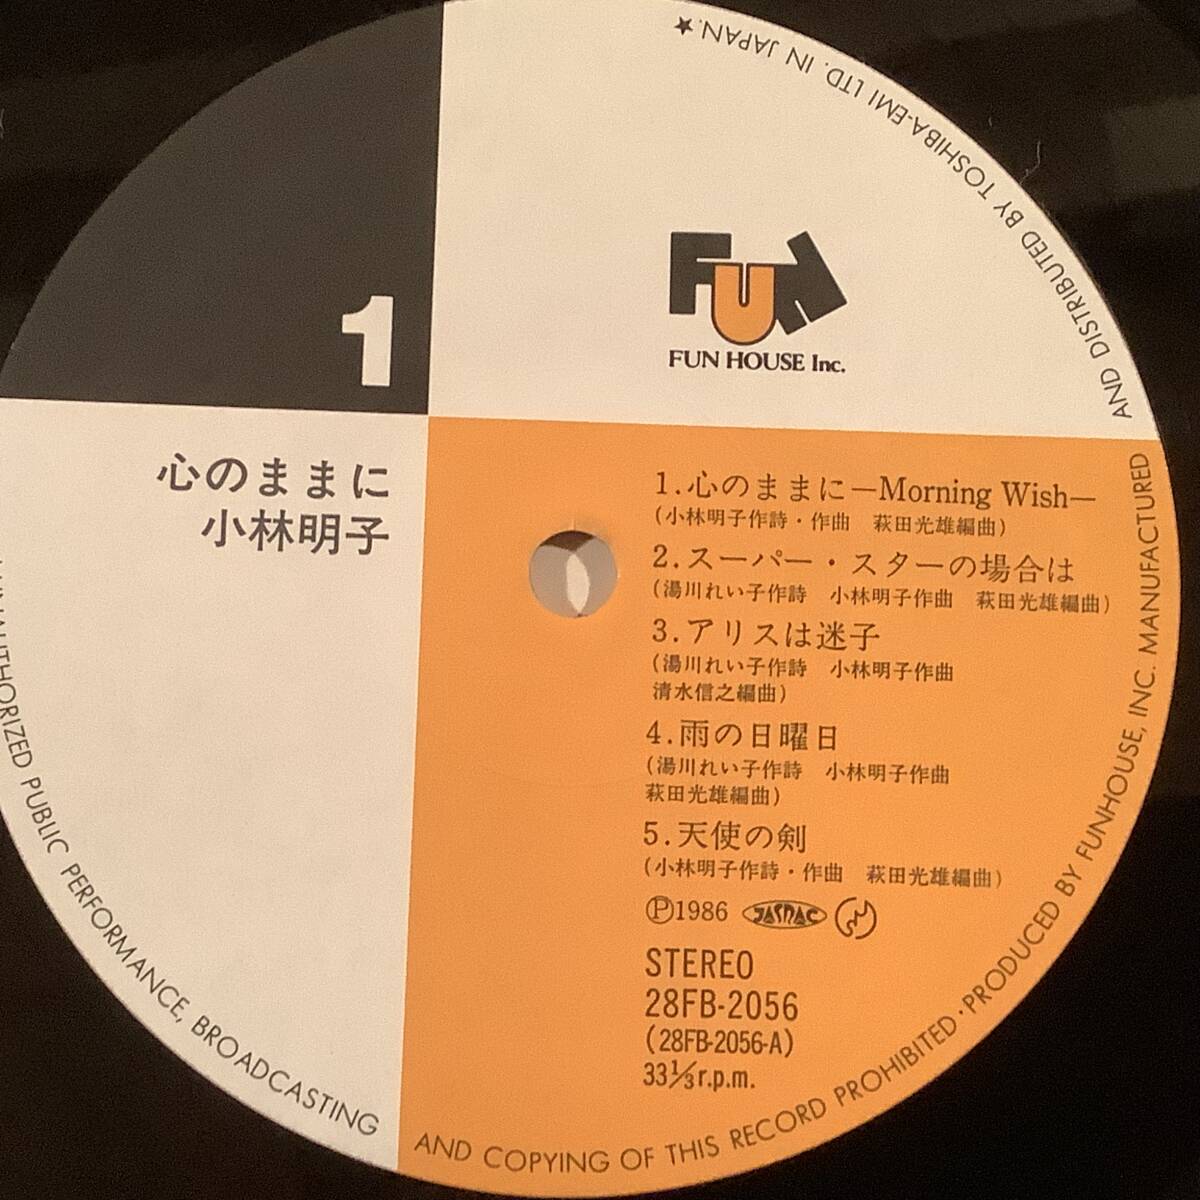 1
FUN
FUN HOUSE Inc.
心のままに
小林明子
1.心のままに—Morning Wish—
(小林明子作詩・作曲 萩田光雄編曲)
2.スーパー・スターの場合は
(湯川れい子作詩 小林明子作曲 萩田光雄編曲)
3.アリスは迷子
(湯川れい子作詩 小林明子作曲
清水信之編曲)
4.雨の日曜日
(湯川れい子作詩 小林明子作曲
萩田光雄編曲)
5.天使の剣
(小林明子作詩・作曲 萩田光雄編曲)
Ⓟ1986 JASRAC
STEREO
28FB-2056
(28FB-2056-A)
33⅓r.p.m.
PUBLIC PERFORMANCE, BROADCASTING AND COPYING OF THIS RECORD PROHIBITED・PRODUCED BY FUNHOUSE, INC. MANUFACTURED AND DISTRIBUTED BY TOSHIBA-EMI LTD. IN JAPAN.★